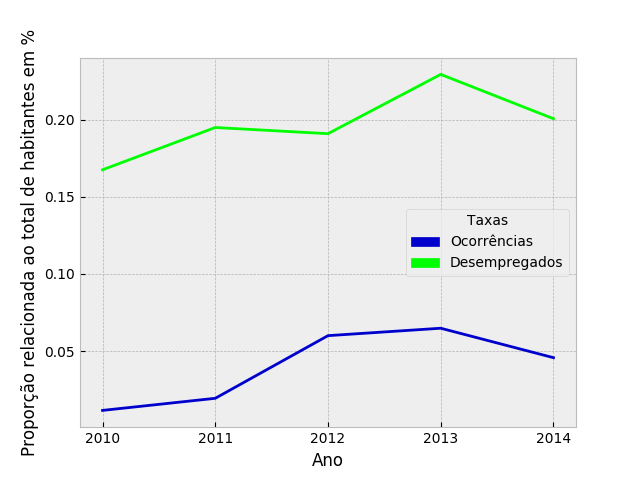 Proporção relacionada ao total de habitantes em %
0.20
0.15
0.10
0.05
Taxas
Ocorrências
Desempregados
2010 2011 2012 2013 2014
Ano